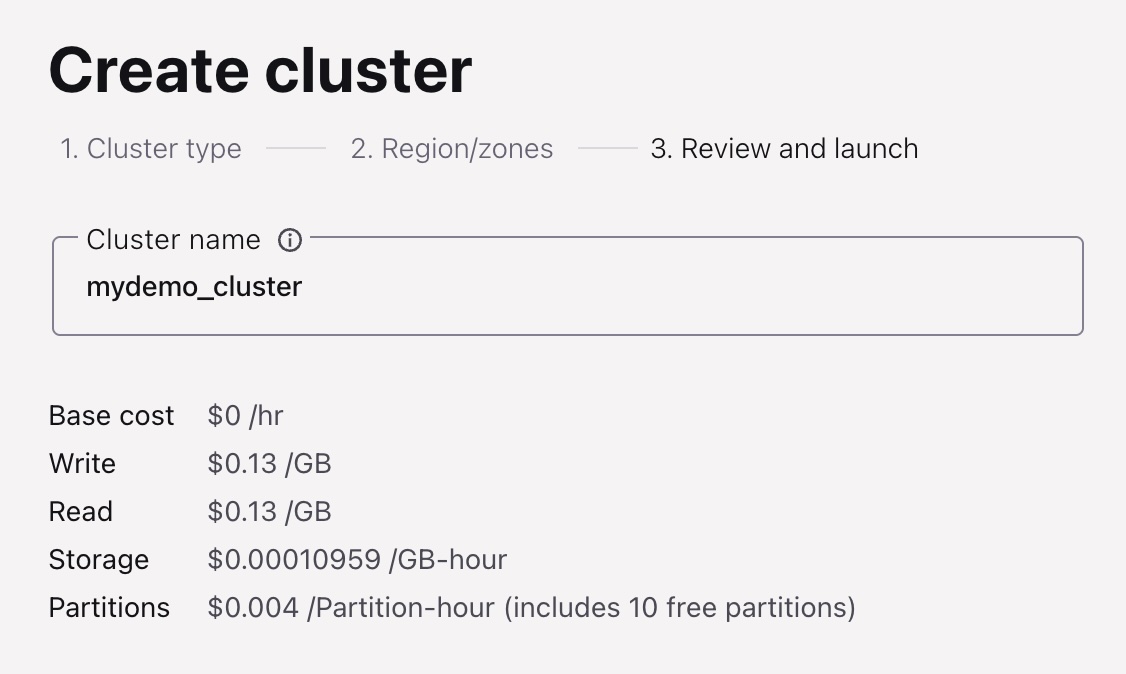 Create cluster
1. Cluster type 2. Region/zones 3. Review and launch
Cluster name
mydemo_cluster
Base cost $0 /hr
Write $0.13 /GB
Read $0.13 /GB
Storage $0.00010959 /GB-hour
Partitions $0.004 /Partition-hour (includes 10 free partitions)